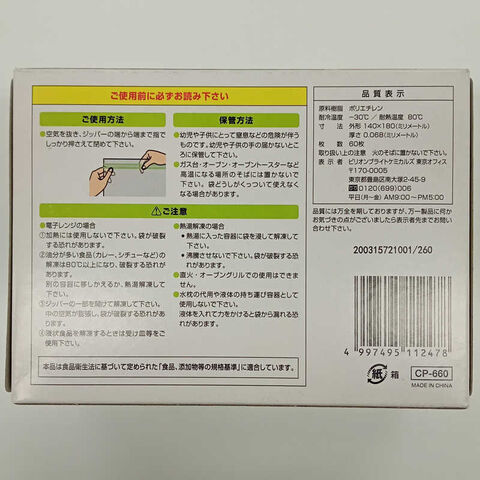 ご使用前に必ずお読み下さい
ご使用方法
●空気を抜き、ジッパーの端から端まで指で
しっかり押さえて閉めて下さい。
保管方法
●幼児や子供にとって窒息などの危険が伴う
ものです。幼児や子供の手の届かない
ところに保管して下さい。
●ガス台・オーブン・オーブントースターなど
高温になる場所のそばには置かないで
下さい。袋どうしがくっついて使えなく
なる場合があります。
⚠ご注意
●電子レンジの場合
①加熱には使用しないで下さい。袋が破裂す
る恐れがあります。
②油分が多い食品(カレー、シチューなど)の
解凍は80℃以上になり、破裂する恐れが
あります。
別の容器に移しかえるか、熱湯解凍して
下さい。
③ジッパーの一部を開けて解凍して下さい。
中の空気が膨張し、袋が破裂する恐れが
あります。
④液状食品を解凍するときは受け皿等をご使
用下さい。
●熱湯解凍の場合
●熱湯に入った容器に袋を浸して解凍して
下さい。
●沸騰させないで下さい。袋が破裂する
恐れがあります。
●直火・オーブングリルでの使用はできま
せん。
●水枕の代用や液体の持ち運び容器として
使用しないで下さい。
液体を入れて力をかけると袋から漏れる恐
れがあります。
本品は食品衛生法に基づいて定められた「食品、添加物等の規格基準」に適合しています。
品質表示
原料樹脂 ポリエチレン
耐冷温度 −30℃/耐熱温度 80℃
寸法 外形140×180(ミリメートル)
厚さ0.068(ミリメートル)
枚数 60枚
取り扱い上の注意 火のそばに置かないで下さい。
表示者 ピリオンプライトケミカルズ 東京オフィス
〒170-0005
東京都豊島区南大塚2-45-9
0120(699)006
平日(月〜金)AM9:00〜PM5:00
品質には万全を期しておりますが、万一製品に何か
お気付きの点がございましたら表示者先までご連絡
下さい。
200315721001/260
4 997495 112478
紙 箱
CP-660
MADE IN CHINA